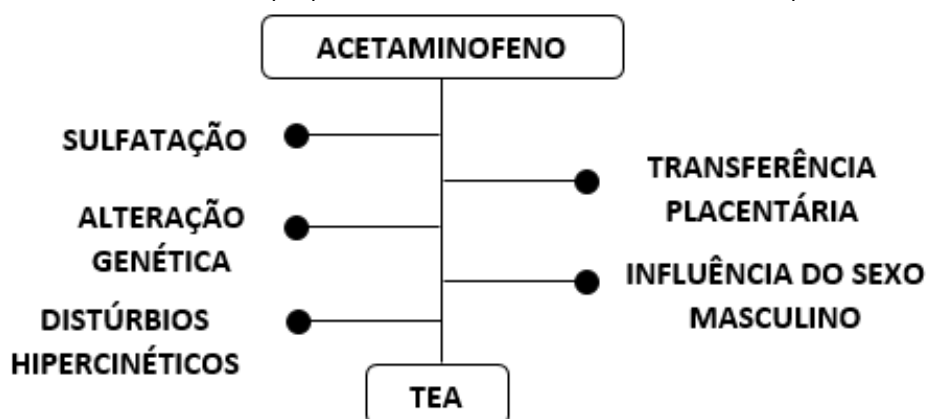 ACETAMINOFENO
SULFATAÇÃO
TRANSFERÊNCIA
PLACENTÁRIA
ALTERAÇÃO
GENÉTICA
INFLUÊNCIA DO SEXO
MASCULINO
DISTÚRBIOS
HIPERCINÉTICOS
TEA